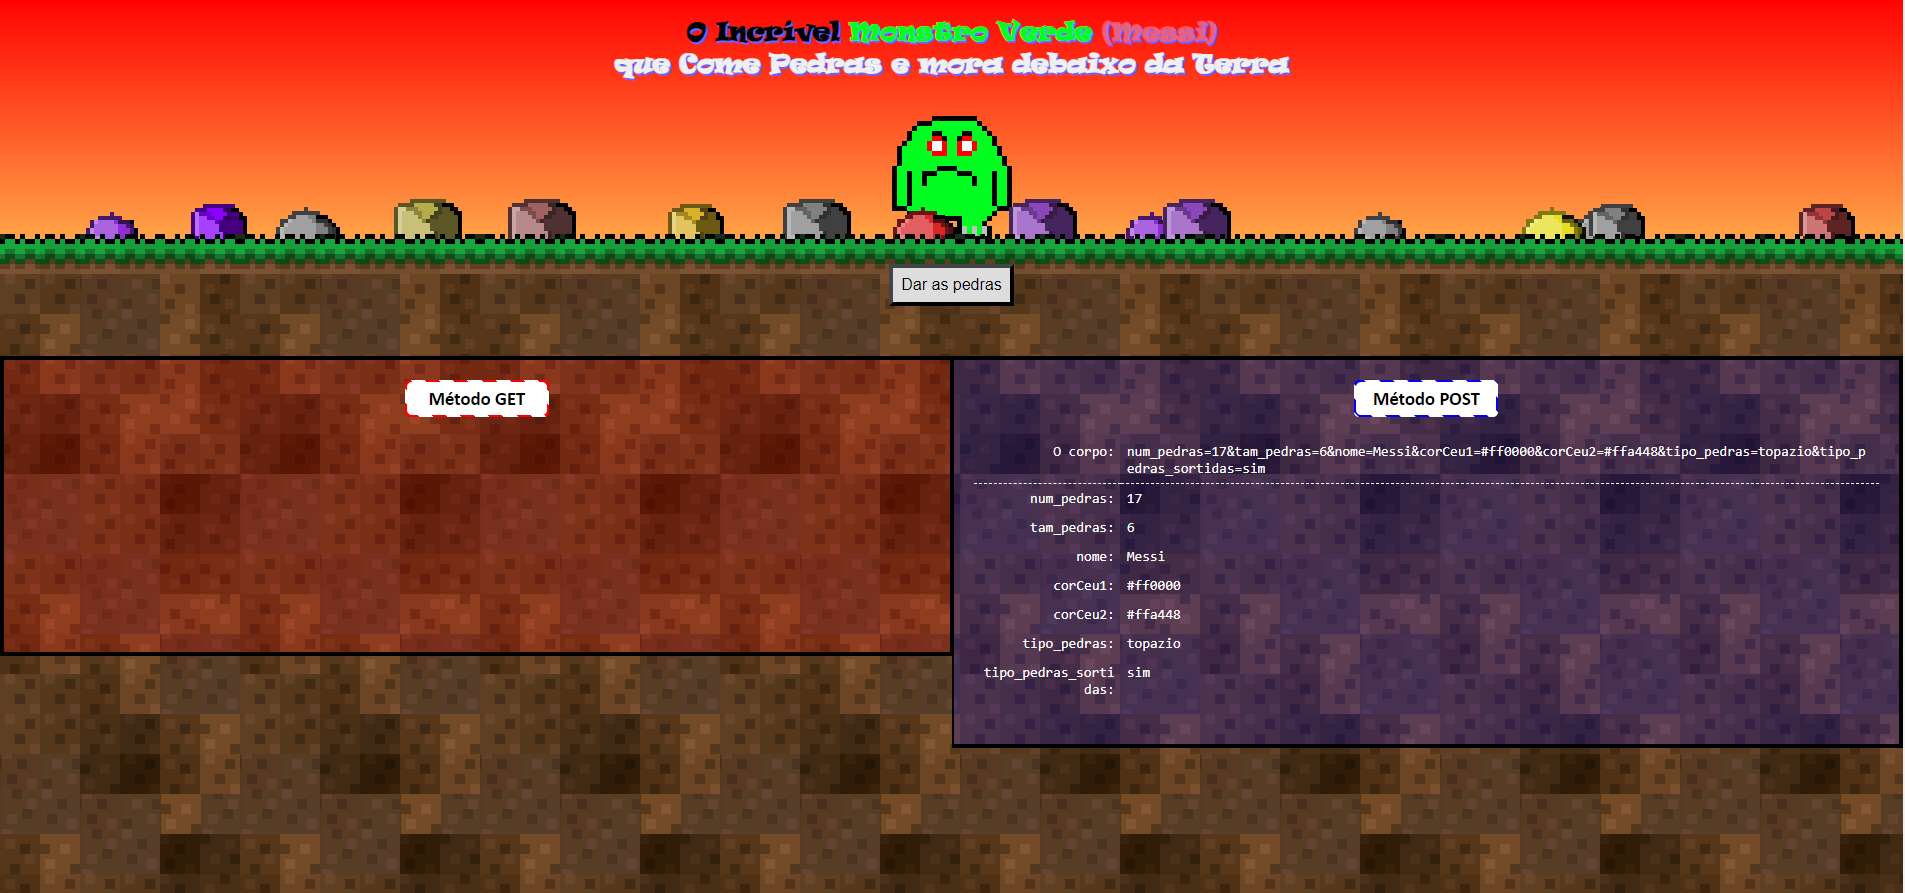 O Incrível Monstro Verde (Messi)
que Come Pedras e mora debaixo da Terra
Dar as pedras
Método GET
Método POST
O corpo: num_pedras=17&tam_pedras=6&nome=Messi&corCeu1=#ff0000&corCeu2=#ffa448&tipo_pedras=topazio&tipo_p
edras_sortidas=sim
num_pedras: 17
tam_pedras: 6
nome: Messi
corCeu1: #ff0000
corCeu2: #ffa448
tipo_pedras: topazio
tipo_pedras_sorti sim
das: